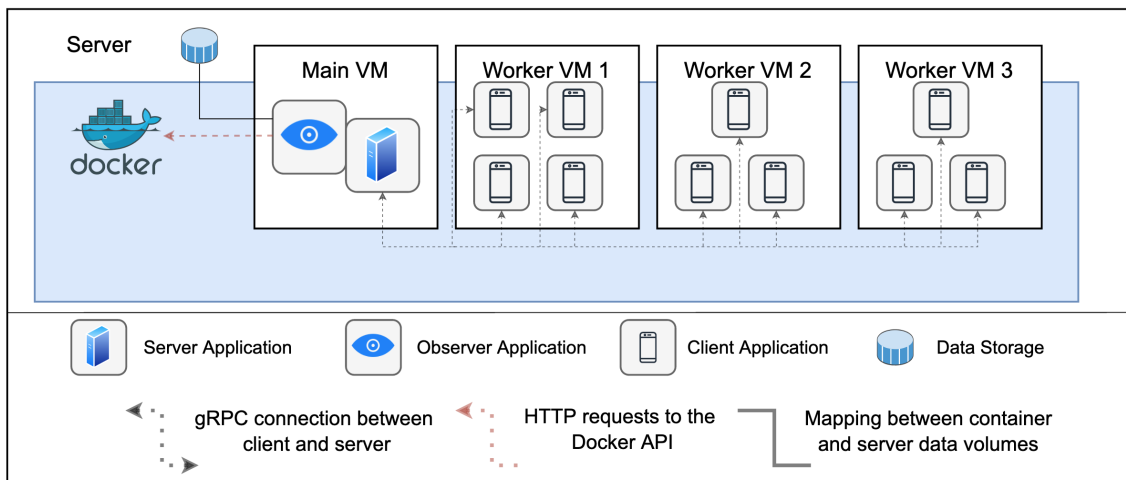 Server
Main VM
Worker VM 1
Worker VM 2
Worker VM 3
docker
Server Application
Observer Application
Client Application
Data Storage
gRPC connection between
client and server
HTTP requests to the
Docker API
Mapping between container
and server data volumes